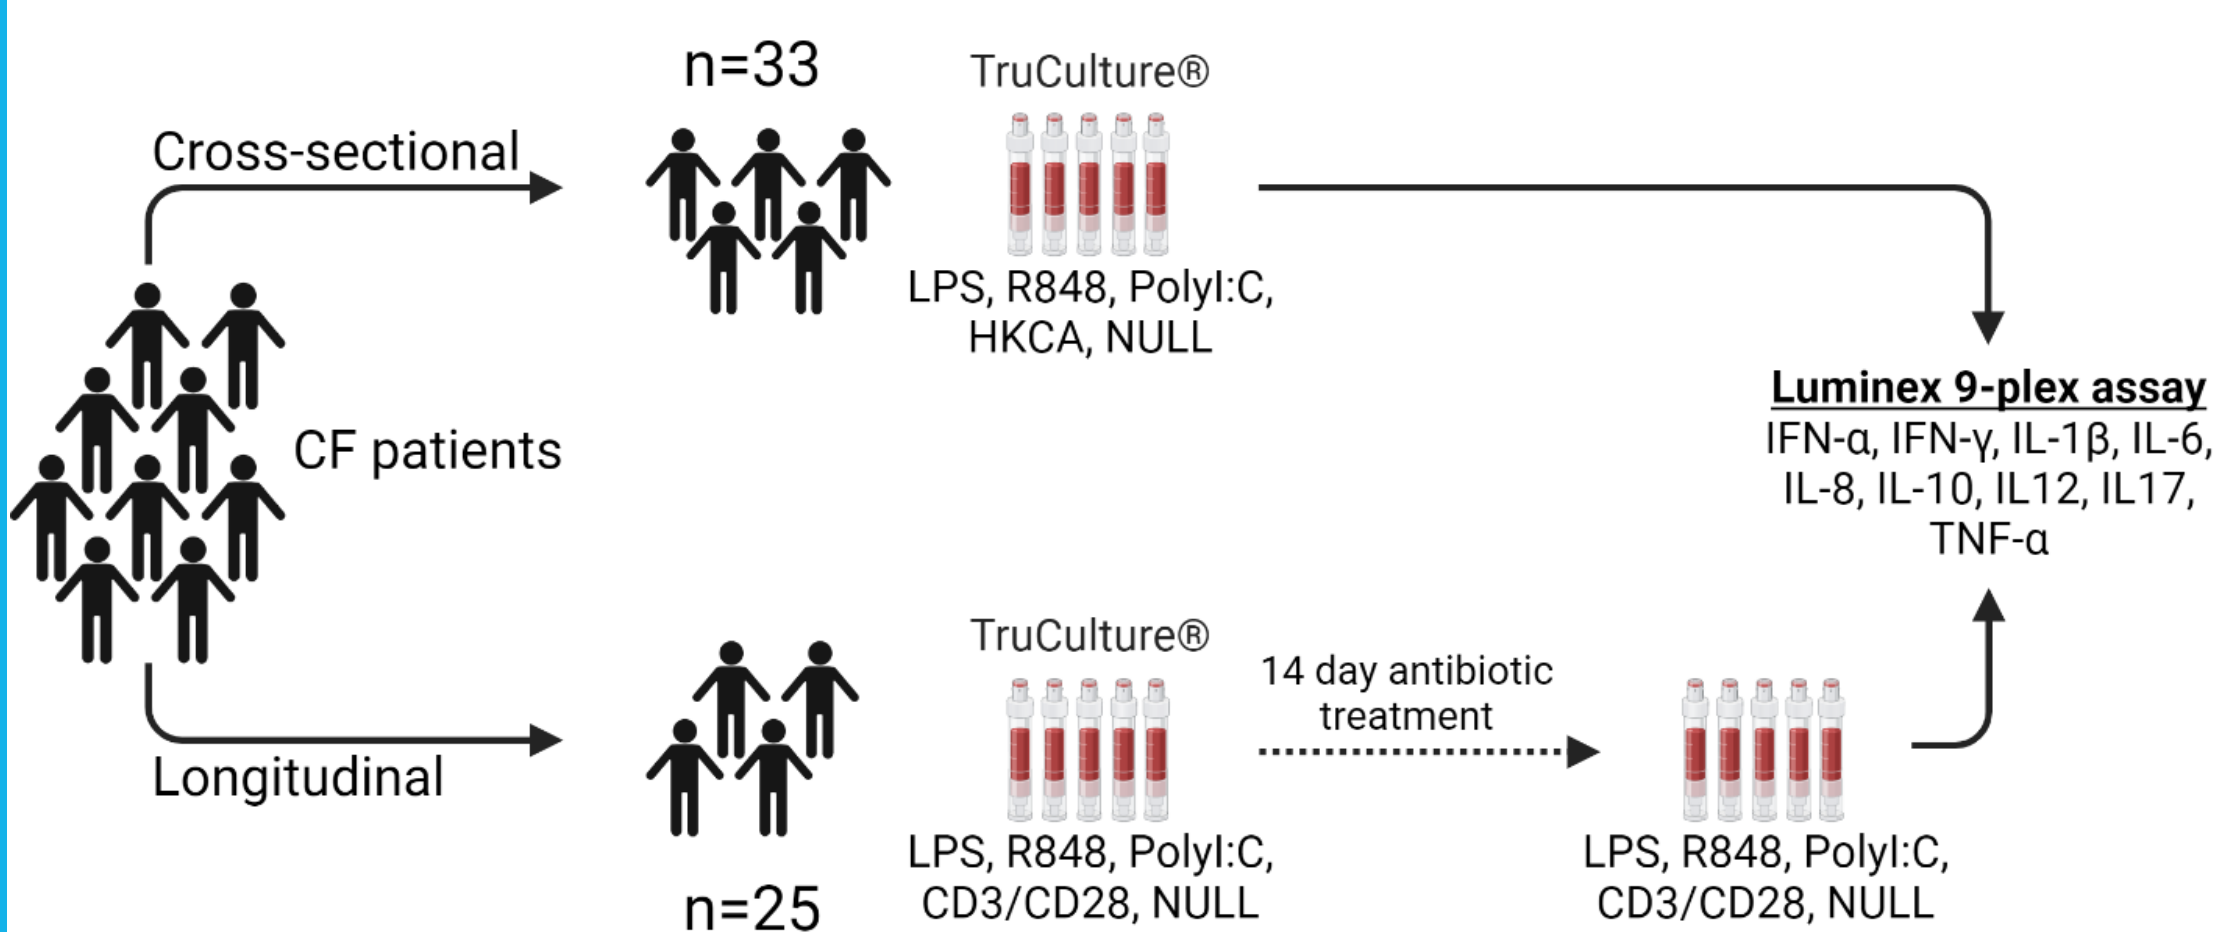 n=33
TruCulture®
Cross-sectional
LPS, R848, PolyI:C,
HKCA, NULL
CF patients
Luminex 9-plex assay
IFN-α, IFN-γ, IL-1β, IL-6,
IL-8, IL-10, IL12, IL17,
TNF-α
Longitudinal
n=25
TruCulture®
LPS, R848, PolyI:C,
CD3/CD28, NULL
14 day antibiotic
treatment
LPS, R848, PolyI:C,
CD3/CD28, NULL